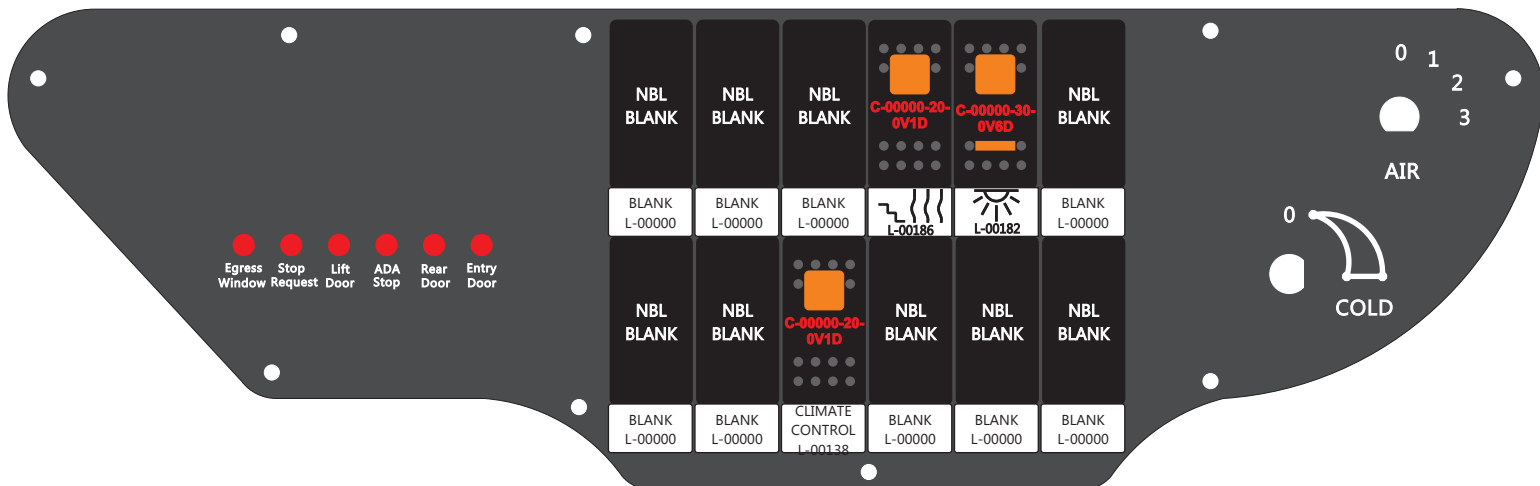 0
1
2
3
AIR
0
COLD
Egress
Window
Stop
Request
Lift
Door
ADA
Stop
Rear
Door
Entry
Door
NBL
BLANK
NBL
BLANK
NBL
BLANK
C-00000-20-
0V1D
C-00000-30-
0V6D
NBL
BLANK
BLANK
L-00000
BLANK
L-00000
BLANK
L-00000
L-00186
L-00182
BLANK
L-00000
NBL
BLANK
NBL
BLANK
C-00000-20-
0V1D
NBL
BLANK
NBL
BLANK
NBL
BLANK
BLANK
L-00000
BLANK
L-00000
CLIMATE
CONTROL
L-00138
BLANK
L-00000
BLANK
L-00000
BLANK
L-00000